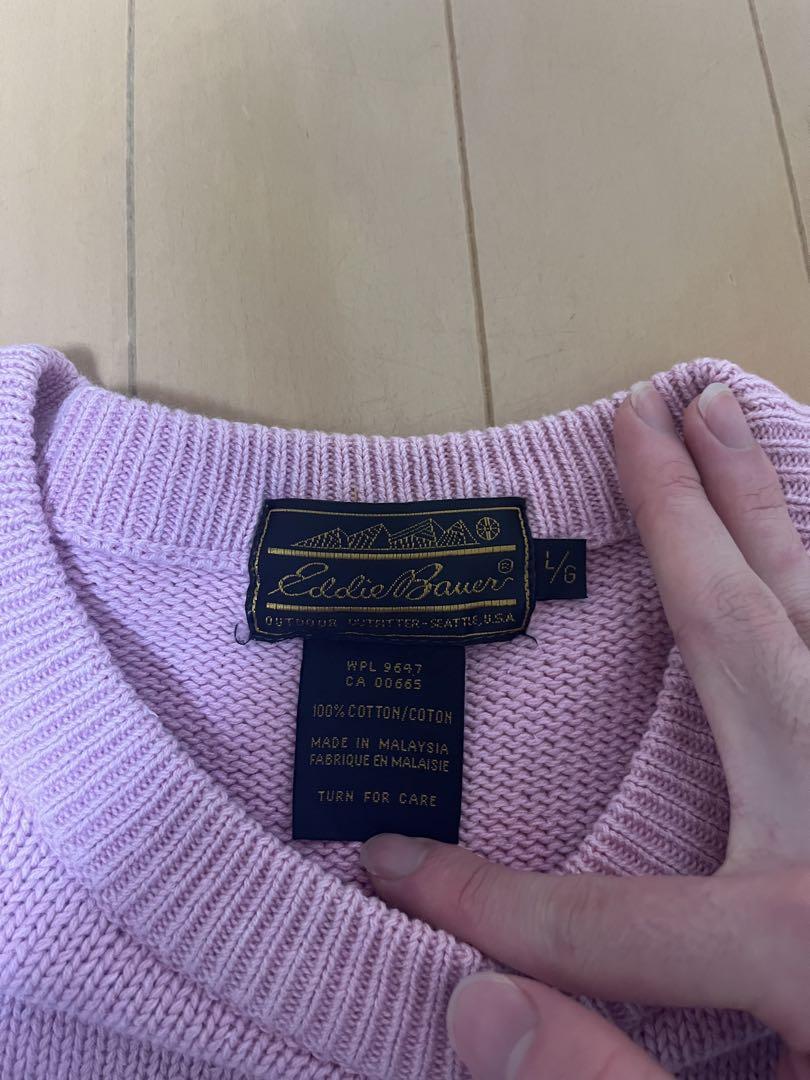 Eddie Bauer®
OUTDOOR OUTFITTER-SEATTLE, U.S.A
L/G
WPL 9647
CA 00665
100% COTTON/COTON
MADE IN MALAYSIA
FABRIQUE EN MALAISIE
TURN FOR CARE